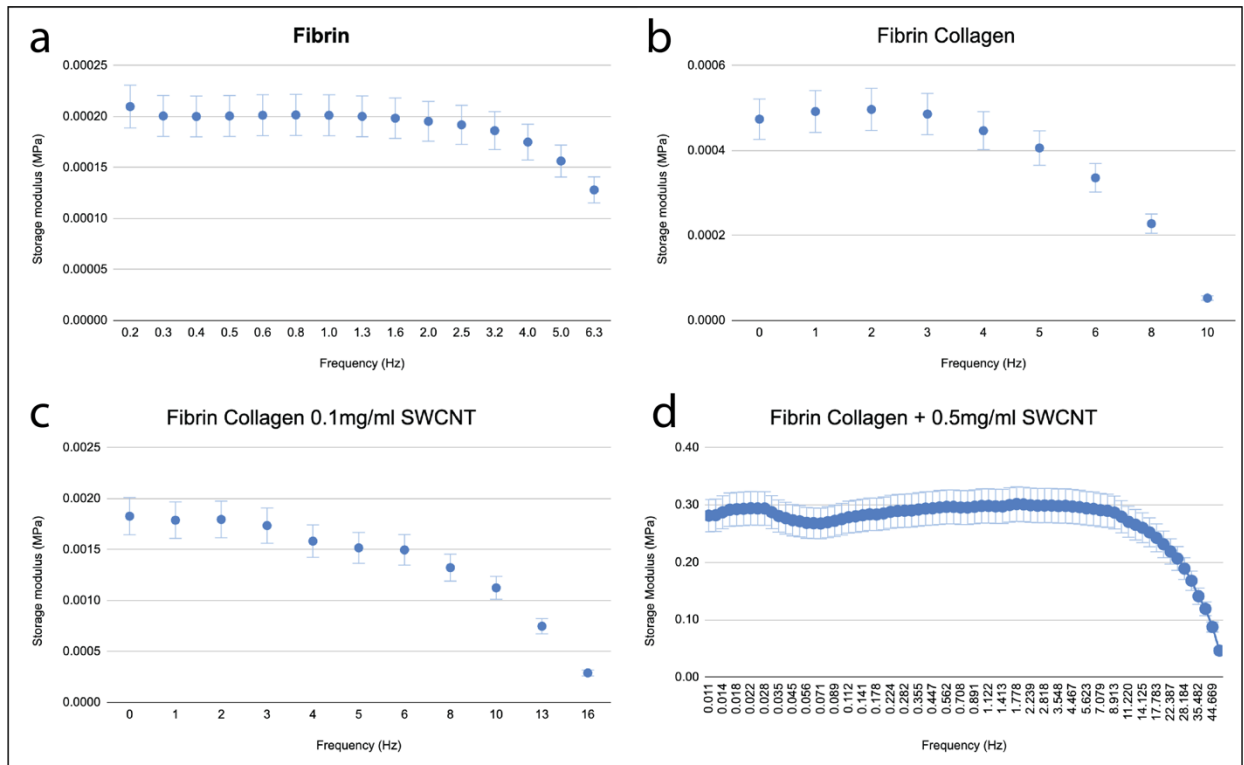 a
Fibrin
Storage modulus (MPa)
0.00025
0.00020
0.00015
0.00010
0.00005
0.00000
0.2 0.3 0.4 0.5 0.6 0.8 1.0 1.3 1.6 2.0 2.5 3.2 4.0 5.0 6.3
Frequency (Hz)
b
Fibrin Collagen
Storage modulus (MPa)
0.0006
0.0004
0.0002
0.0000
0 1 2 3 4 5 6 8 10
Frequency (Hz)
c
Fibrin Collagen 0.1mg/ml SWCNT
Storage modulus (MPa)
0.0025
0.0020
0.0015
0.0010
0.0005
0.0000
0 1 2 3 4 5 6 8 10 13 16
Frequency (Hz)
d
Fibrin Collagen + 0.5mg/ml SWCNT
Storage Modulus (MPa)
0.40
0.30
0.20
0.10
0.00
0.011 0.014 0.018 0.022 0.028 0.035 0.045 0.056 0.071 0.089 0.112 0.141 0.178 0.224 0.282 0.355 0.447 0.562 0.708 0.891 1.122 1.413 1.778 2.239 2.818 3.548 4.467 5.623 7.079 8.913 11.220 14.125 17.783 22.387 28.184 35.482 44.669
Frequency (Hz)